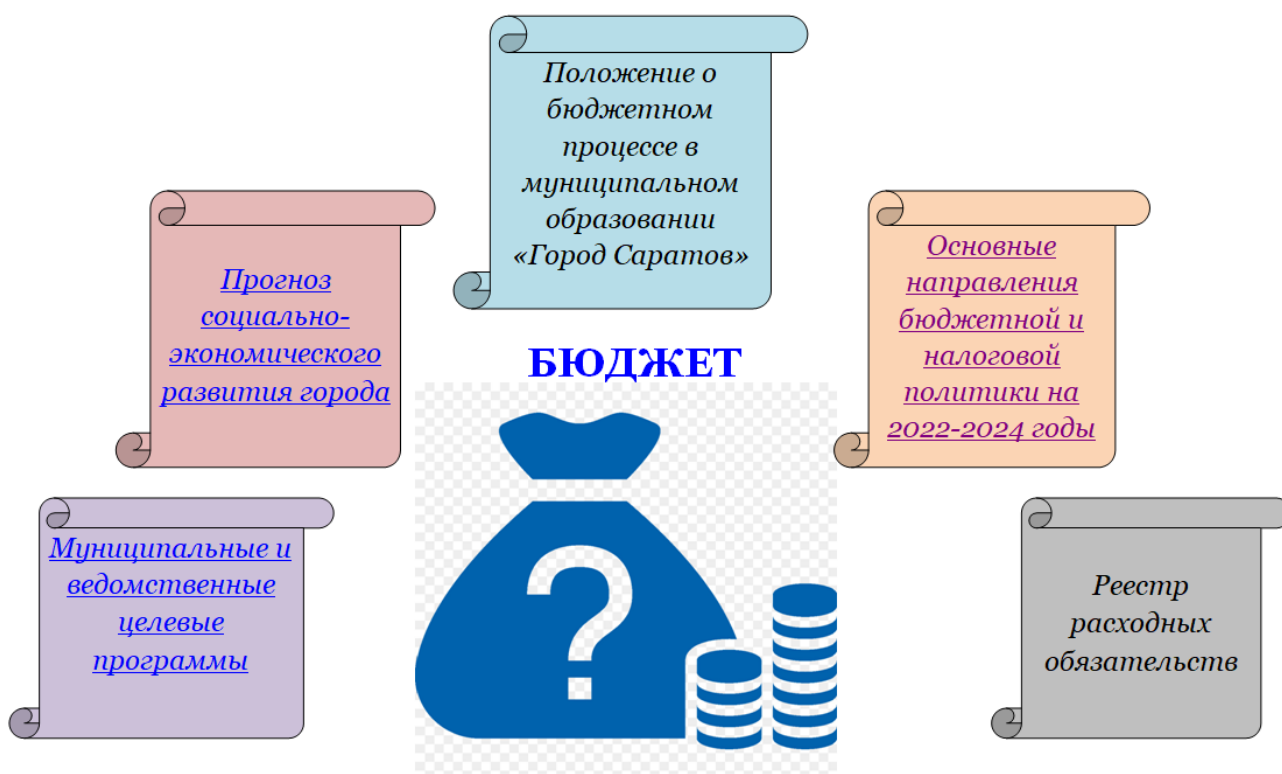 Положение о
бюджетном
процессе в
муниципальном
образовании
«Город Саратов»
Прогноз
социально-
экономического
развития города
Основные
направления
бюджетной и
налоговой
политики на
2022-2024 годы
БЮДЖЕТ
?
Муниципальные и
ведомственные
целевые
программы
Реестр
расходных
обязательств